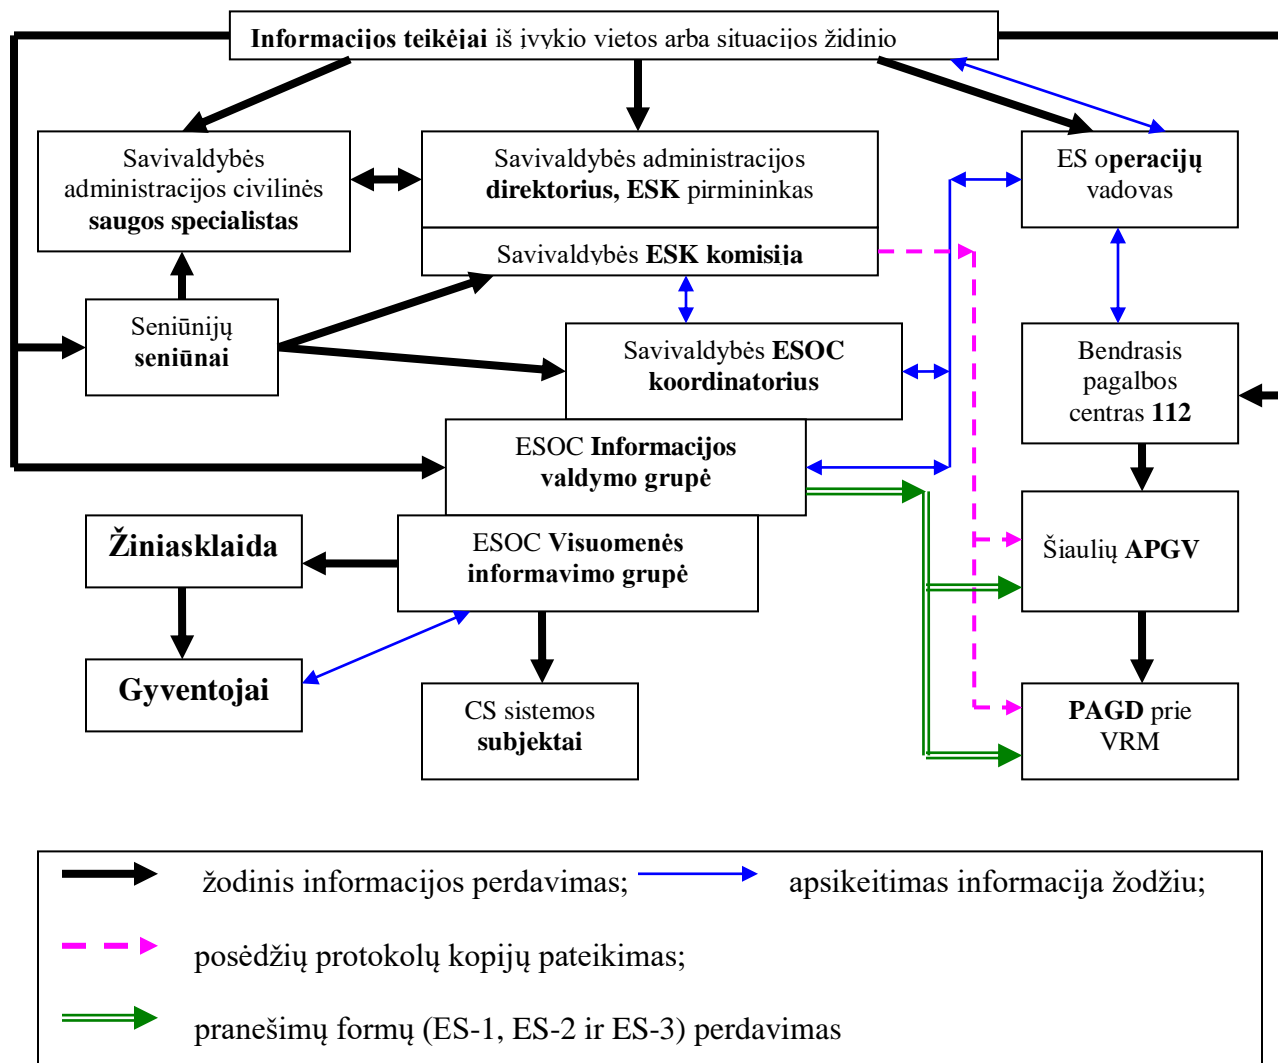 Informacijos teikėjai iš įvykio vietos arba situacijos židinio
Savivaldybės
administracijos civilinės
saugos specialistas
Savivaldybės administracijos
direktorius, ESK pirmininkas
ES operacijų
vadovas
Savivaldybės ESK komisija
Seniūnijų
seniūnai
Savivaldybės ESOC
koordinatorius
Bendrasis
pagalbos
centras 112
ESOC Informacijos
valdymo grupė
Žiniasklaida
ESOC Visuomenės
informavimo grupė
Šiaulių APGV
Gyventojai
CS sistemos
subjektai
PAGD prie
VRM
žodinis informacijos perdavimas;
apsikeitimas informacija žodžiu;
posėdžių protokolų kopijų pateikimas;
pranešimų formų (ES-1, ES-2 ir ES-3) perdavimas